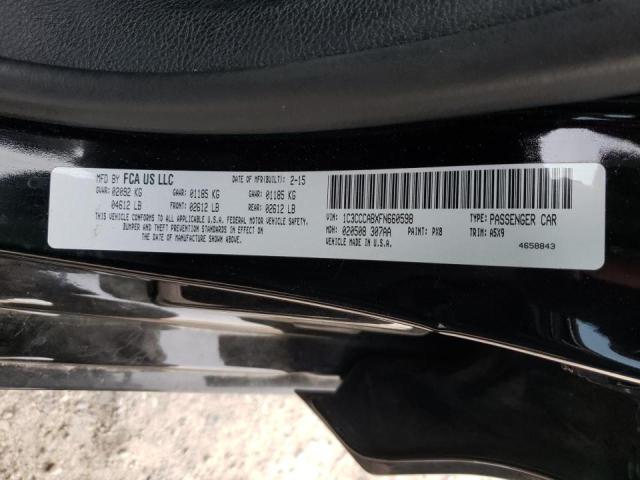 MFD BY FCA US LLC DATE OF MFR(BUILT): 2-15
GVWR: 02092 KG GAWR: 01185 KG GAWR: 01185 KG
04612 LB FRONT: 02612 LB REAR: 02612 LB
THIS VEHICLE CONFORMS TO ALL APPLICABLE U.S.A. FEDERAL MOTOR VEHICLE SAFETY,
BUMPER AND THEFT PREVENTION STANDARDS IN EFFECT ON
THE DATE OF MANUFACTURE SHOWN ABOVE.
VIN: 1C3CCCABXFN660598 TYPE: PASSENGER CAR
MDH: 020508 307AA PAINT: PX8 TRIM: A5X9
VEHICLE MADE IN U.S.A. 4658843